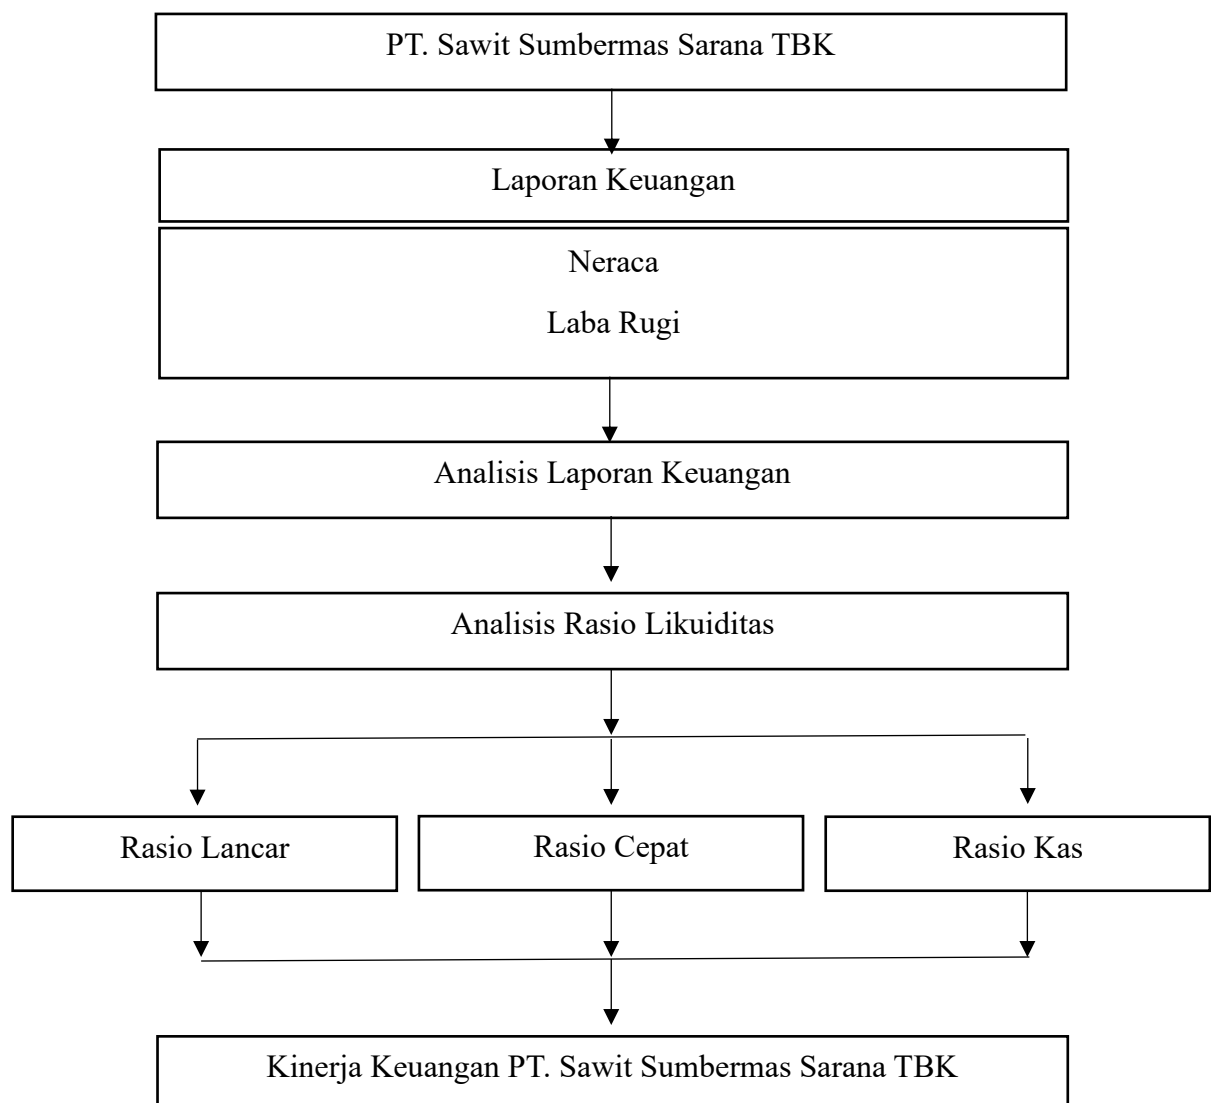 PT. Sawit Sumbermas Sarana TBK
Laporan Keuangan
Neraca
Laba Rugi
Analisis Laporan Keuangan
Analisis Rasio Likuiditas
Rasio Lancar
Rasio Cepat
Rasio Kas
Kinerja Keuangan PT. Sawit Sumbermas Sarana TBK